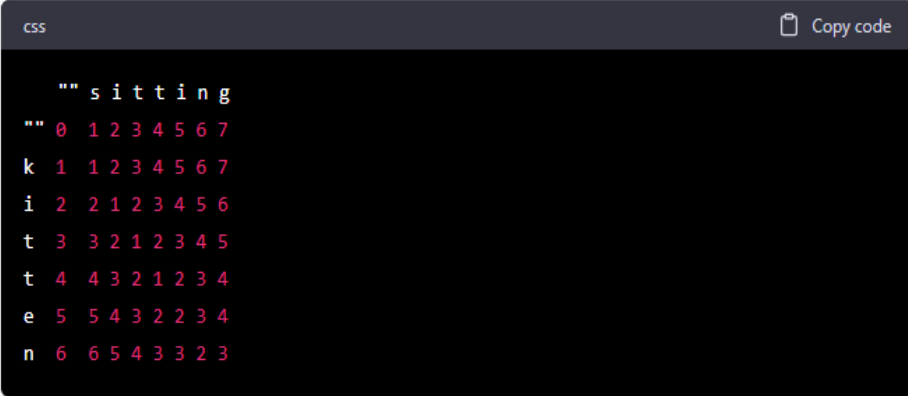 css Copy code
"" s i t t i n g
"" 0 1 2 3 4 5 6 7
k 1 1 2 3 4 5 6 7
i 2 2 1 2 3 4 5 6
t 3 3 2 1 2 3 4 5
t 4 4 3 2 1 2 3 4
e 5 5 4 3 2 2 3 4
n 6 6 5 4 3 3 2 3